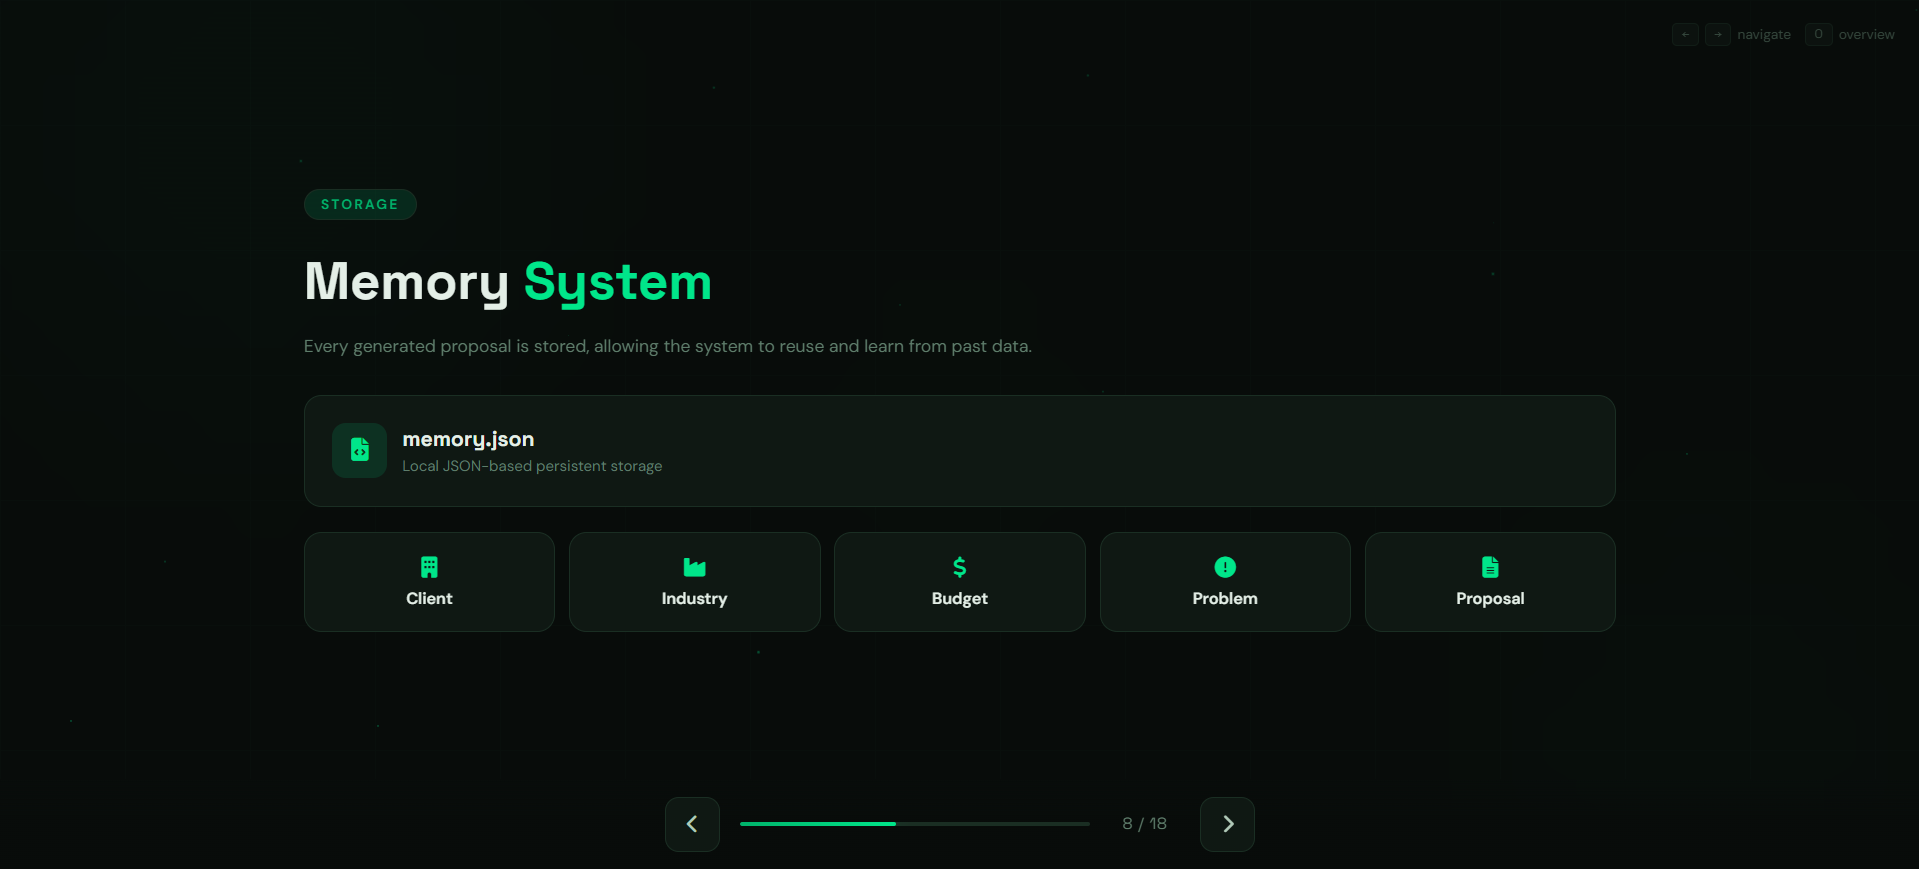 ← → navigate O overview
STORAGE
Memory System
Every generated proposal is stored, allowing the system to reuse and learn from past data.
memory.json
Local JSON-based persistent storage
Client
Industry
Budget
Problem
Proposal
8 / 18